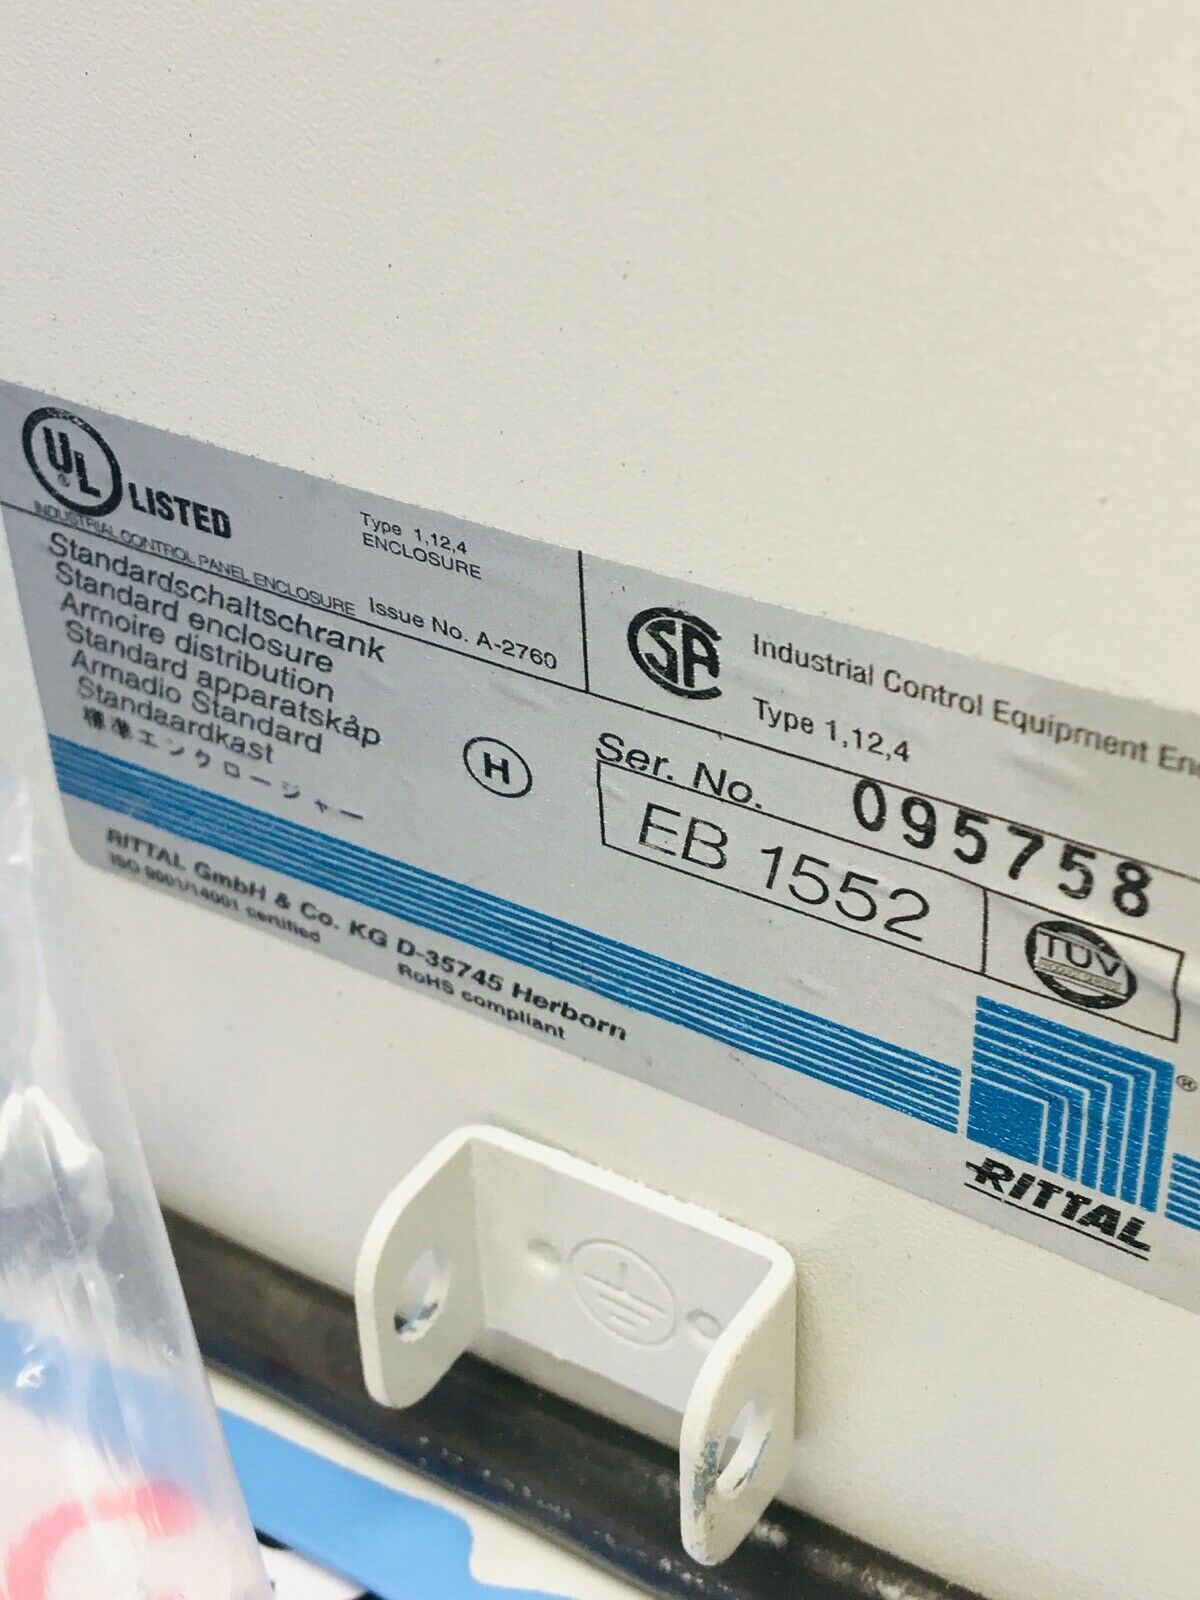 UL
® LISTED
Type 1,12,4
ENCLOSURE
INDUSTRIAL CONTROL PANEL ENCLOSURE Issue No. A-2760
SA Industrial Control Equipment En
Type 1,12,4
Standardschaltschrank
Standard enclosure
Armoire distribution
Standard apparatskåp
Armadio Standard
Standaardkast
標準エンクロージャー
H
Ser. No. 095758
EB 1552
TÜV
RITTAL GmbH & Co. KG D-35745 Herborn
ISO 9001/14001 certified
RoHS compliant
®
RITTAL